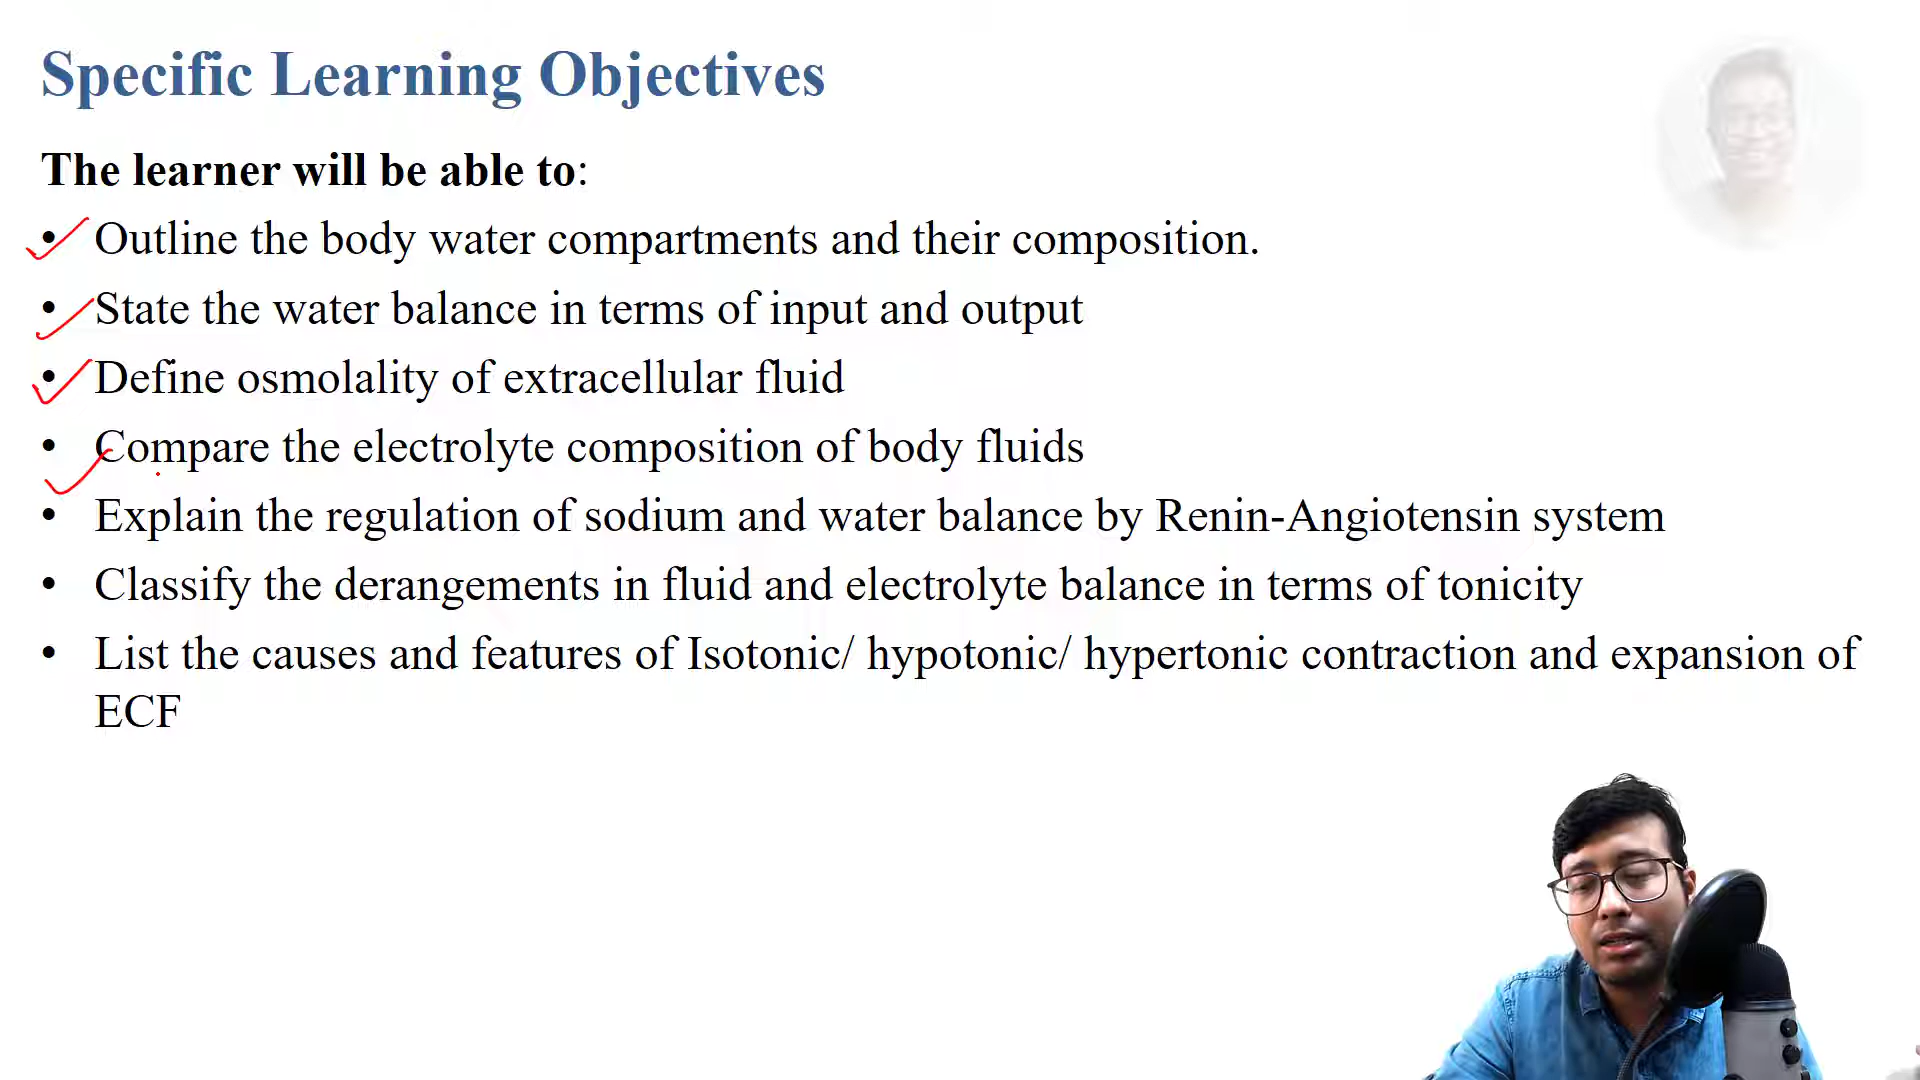 Specific Learning Objectives
The learner will be able to:
• Outline the body water compartments and their composition.
• State the water balance in terms of input and output
• Define osmolality of extracellular fluid
• Compare the electrolyte composition of body fluids
• Explain the regulation of sodium and water balance by Renin-Angiotensin system
• Classify the derangements in fluid and electrolyte balance in terms of tonicity
• List the causes and features of Isotonic/ hypotonic/ hypertonic contraction and expansion of
ECF